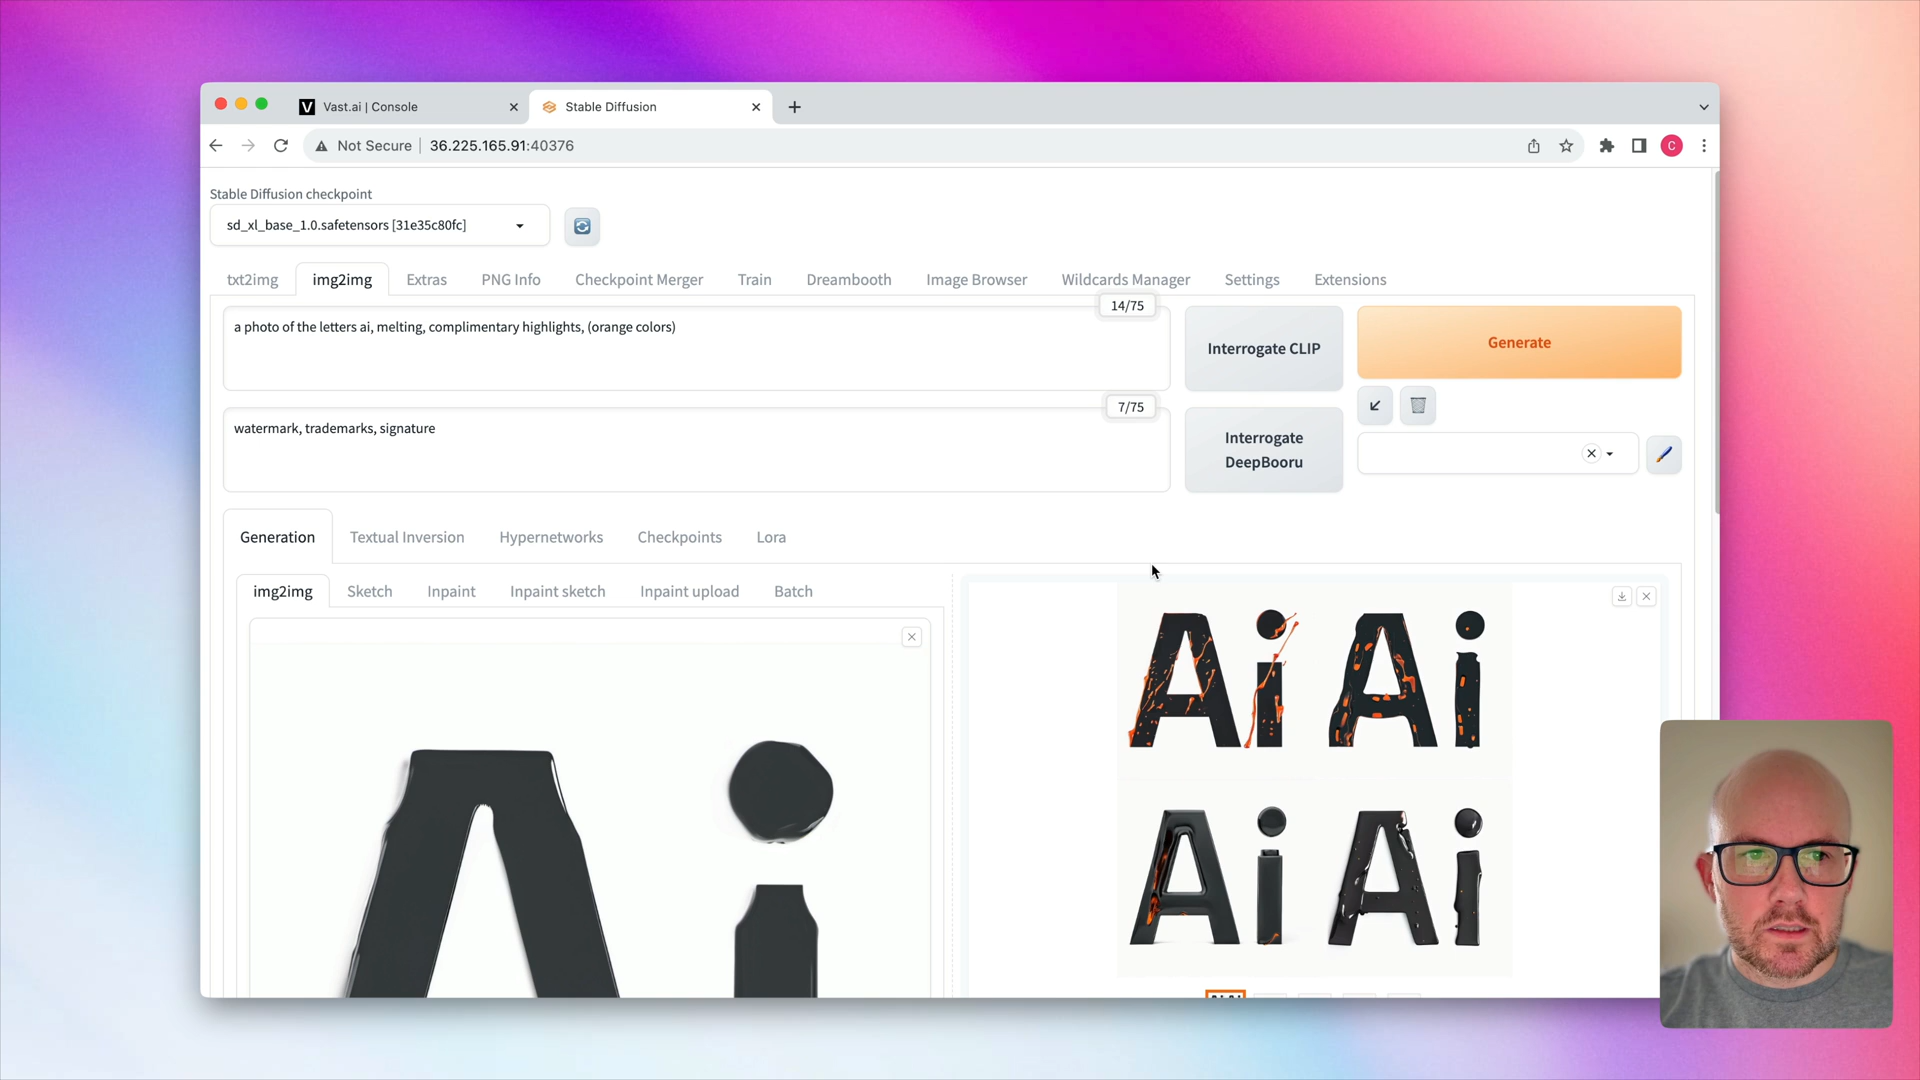 V Vast.ai | Console
Stable Diffusion
Not Secure
36.225.165.91:40376
C
Stable Diffusion checkpoint
sd_xl_base_1.0.safetensors [31e35c80fc]
txt2img
img2img
Extras
PNG Info
Checkpoint Merger
Train
Dreambooth
Image Browser
Wildcards Manager
Settings
Extensions
14/75
a photo of the letters ai, melting, complimentary highlights, (orange colors)
Interrogate CLIP
Generate
7/75
watermark, trademarks, signature
Interrogate
DeepBooru
Generation
Textual Inversion
Hypernetworks
Checkpoints
Lora
img2img
Sketch
Inpaint
Inpaint sketch
Inpaint upload
Batch
Ai
Ai Ai
Ai Ai